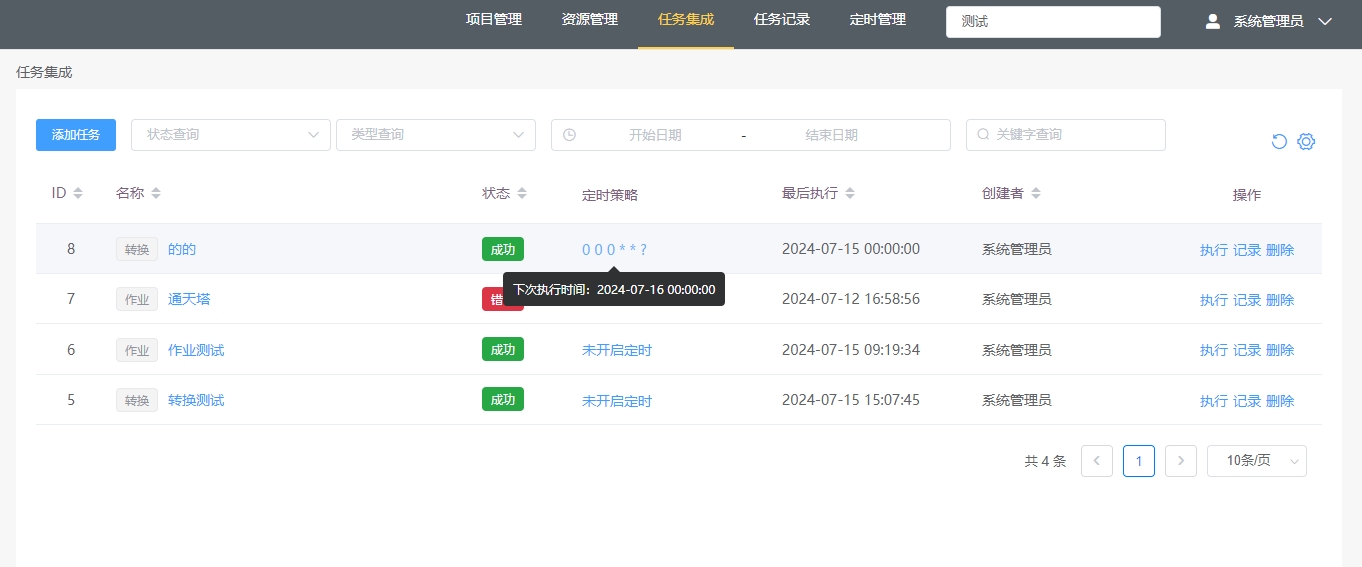 项目管理 资源管理 任务集成 任务记录 定时管理 测试 系统管理员
任务集成
添加任务 状态查询 类型查询 开始日期 - 结束日期 关键字查询
ID 名称 状态 定时策略 最后执行 创建者 操作
8 转换 的的 成功 0 0 0 * * ? 2024-07-15 00:00:00 系统管理员 执行 记录 删除
下次执行时间：2024-07-16 00:00:00
7 作业 通天塔 错 2024-07-12 16:58:56 系统管理员 执行 记录 删除
6 作业 作业测试 成功 未开启定时 2024-07-15 09:19:34 系统管理员 执行 记录 删除
5 转换 转换测试 成功 未开启定时 2024-07-15 15:07:45 系统管理员 执行 记录 删除
共 4 条 1 10条/页